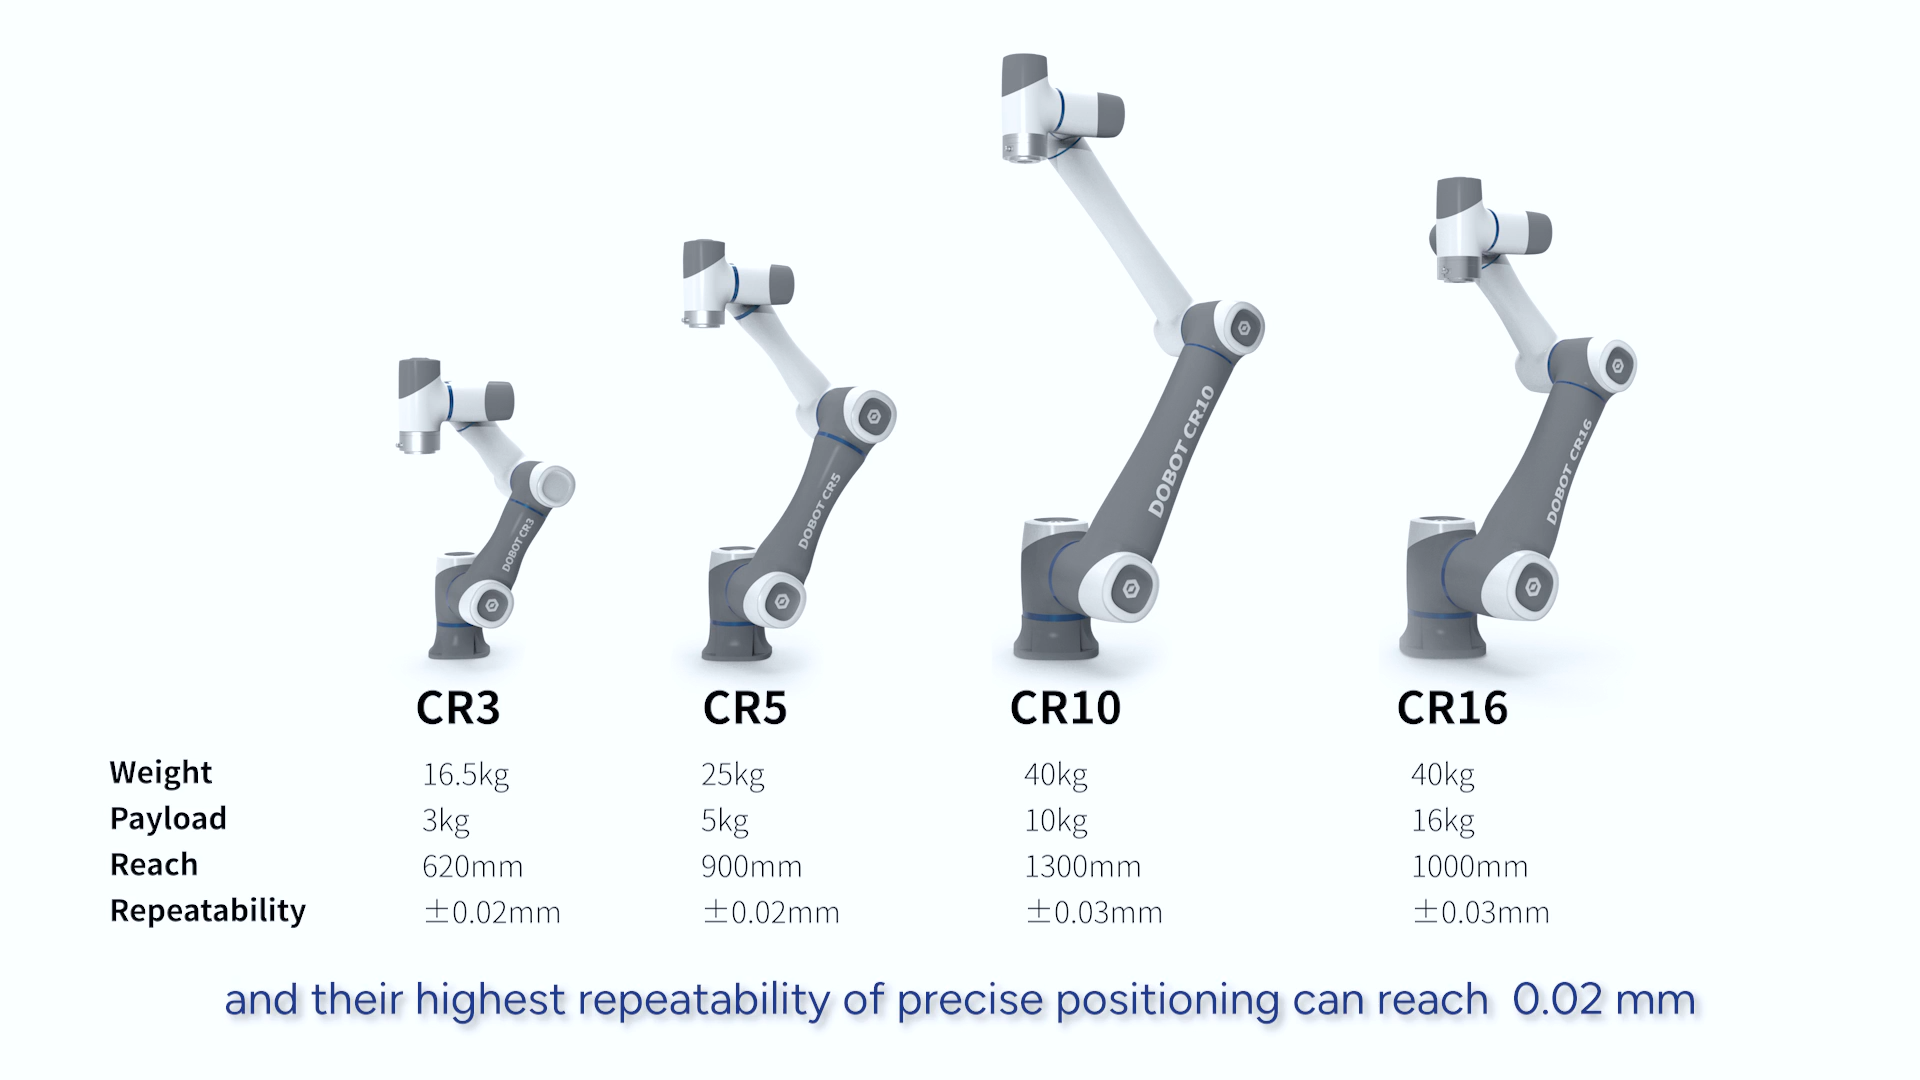 DOBOT CR3
DOBOT CR5
DOBOT CR10
DOBOT CR16
CR3 CR5 CR10 CR16
Weight 16.5kg 25kg 40kg 40kg
Payload 3kg 5kg 10kg 16kg
Reach 620mm 900mm 1300mm 1000mm
Repeatability ±0.02mm ±0.02mm ±0.03mm ±0.03mm
and their highest repeatability of precise positioning can reach 0.02 mm